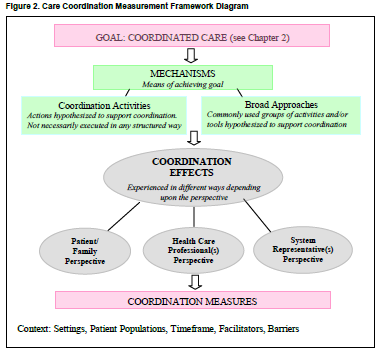 Figure 2. Care Coordination Measurement Framework Diagram
GOAL: COORDINATED CARE (see Chapter 2)
MECHANISMS
Means of achieving goal
Coordination Activities
Actions hypothesized to support coordination.
Not necessarily executed in any structured way
Broad Approaches
Commonly used groups of activities and/or
tools hypothesized to support coordination
COORDINATION
EFFECTS
Experienced in different ways depending
upon the perspective
Patient/
Family
Perspective
Health Care
Professional(s)
Perspective
System
Representative(s)
Perspective
COORDINATION MEASURES
Context: Settings, Patient Populations, Timeframe, Facilitators, Barriers